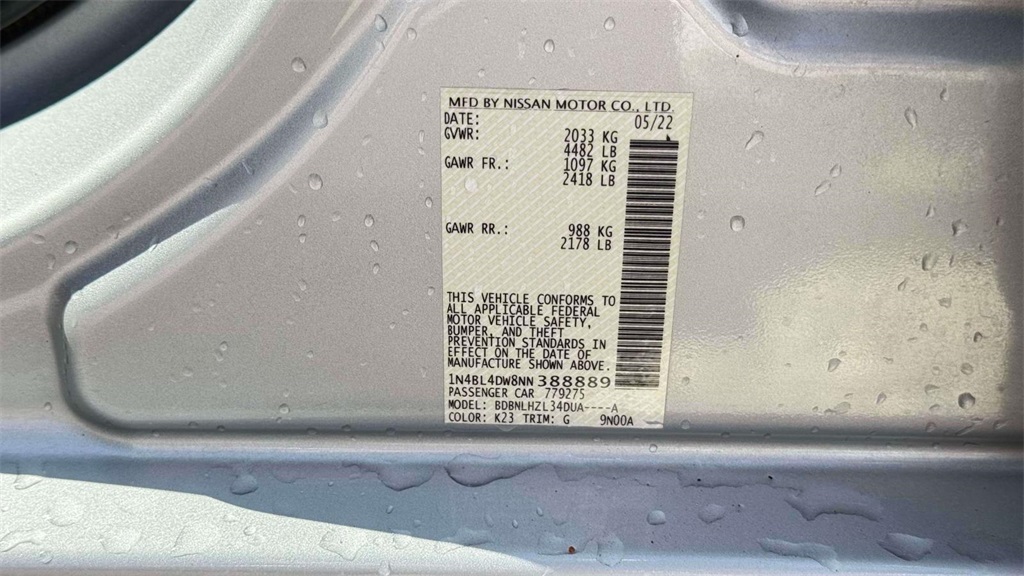 MFD BY NISSAN MOTOR CO., LTD.
DATE: 05/22
GVWR: 2033 KG
4482 LB
GAWR FR.: 1097 KG
2418 LB
GAWR RR.: 988 KG
2178 LB
THIS VEHICLE CONFORMS TO
ALL APPLICABLE FEDERAL
MOTOR VEHICLE SAFETY,
BUMPER, AND THEFT
PREVENTION STANDARDS IN
EFFECT ON THE DATE OF
MANUFACTURE SHOWN ABOVE.
1N4BL4DW8NN388889
PASSENGER CAR 779275
MODEL: BDBNLHZL34DUA----A
COLOR: K23 TRIM: G 9N00A